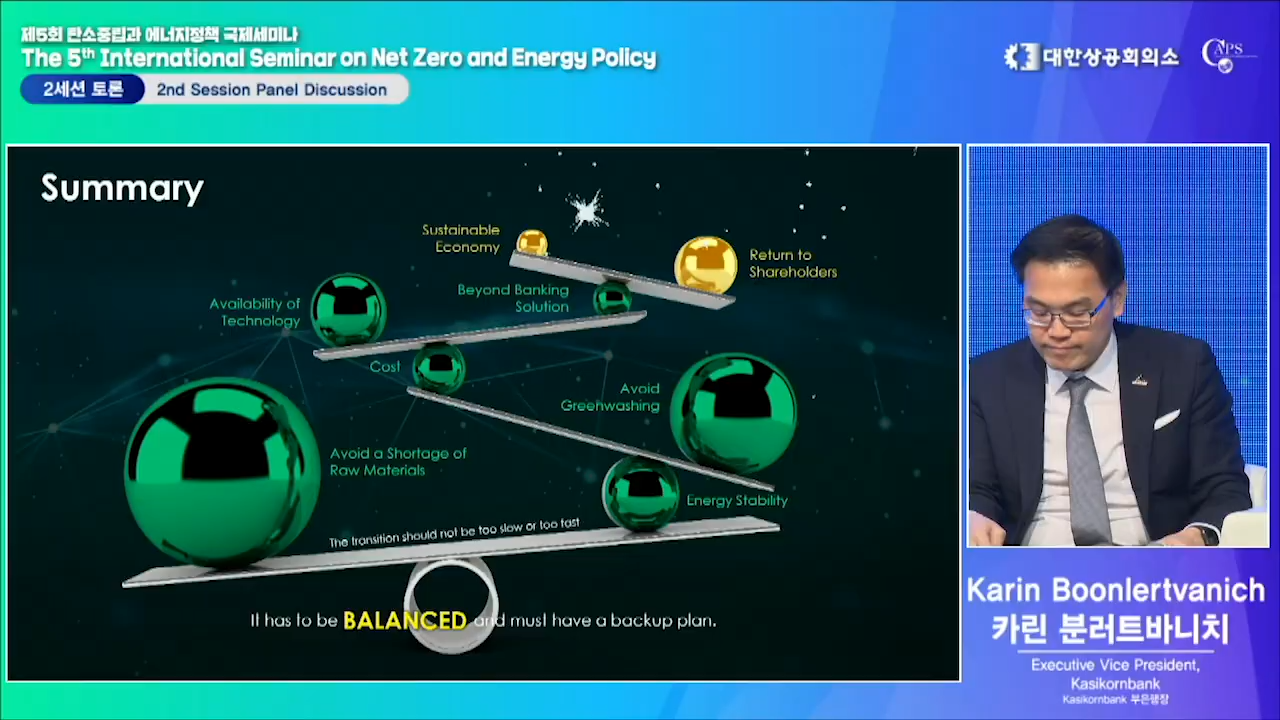 제5회 탄소중립과 에너지정책 국제세미나
The 5th International Seminar on Net Zero and Energy Policy
2세션 토론 2nd Session Panel Discussion
대한상공회의소
CAPS
Summary
Sustainable
Economy
Return to
Shareholders
Beyond Banking
Solution
Availability of
Technology
Cost
Avoid
Greenwashing
Avoid a Shortage of
Raw Materials
Energy Stability
The transition should not be too slow or too fast
It has to be BALANCED and must have a backup plan.
Karin Boonlertvanich
카린 분러트바니치
Executive Vice President,
Kasikornbank
Kasikornbank 부은행장